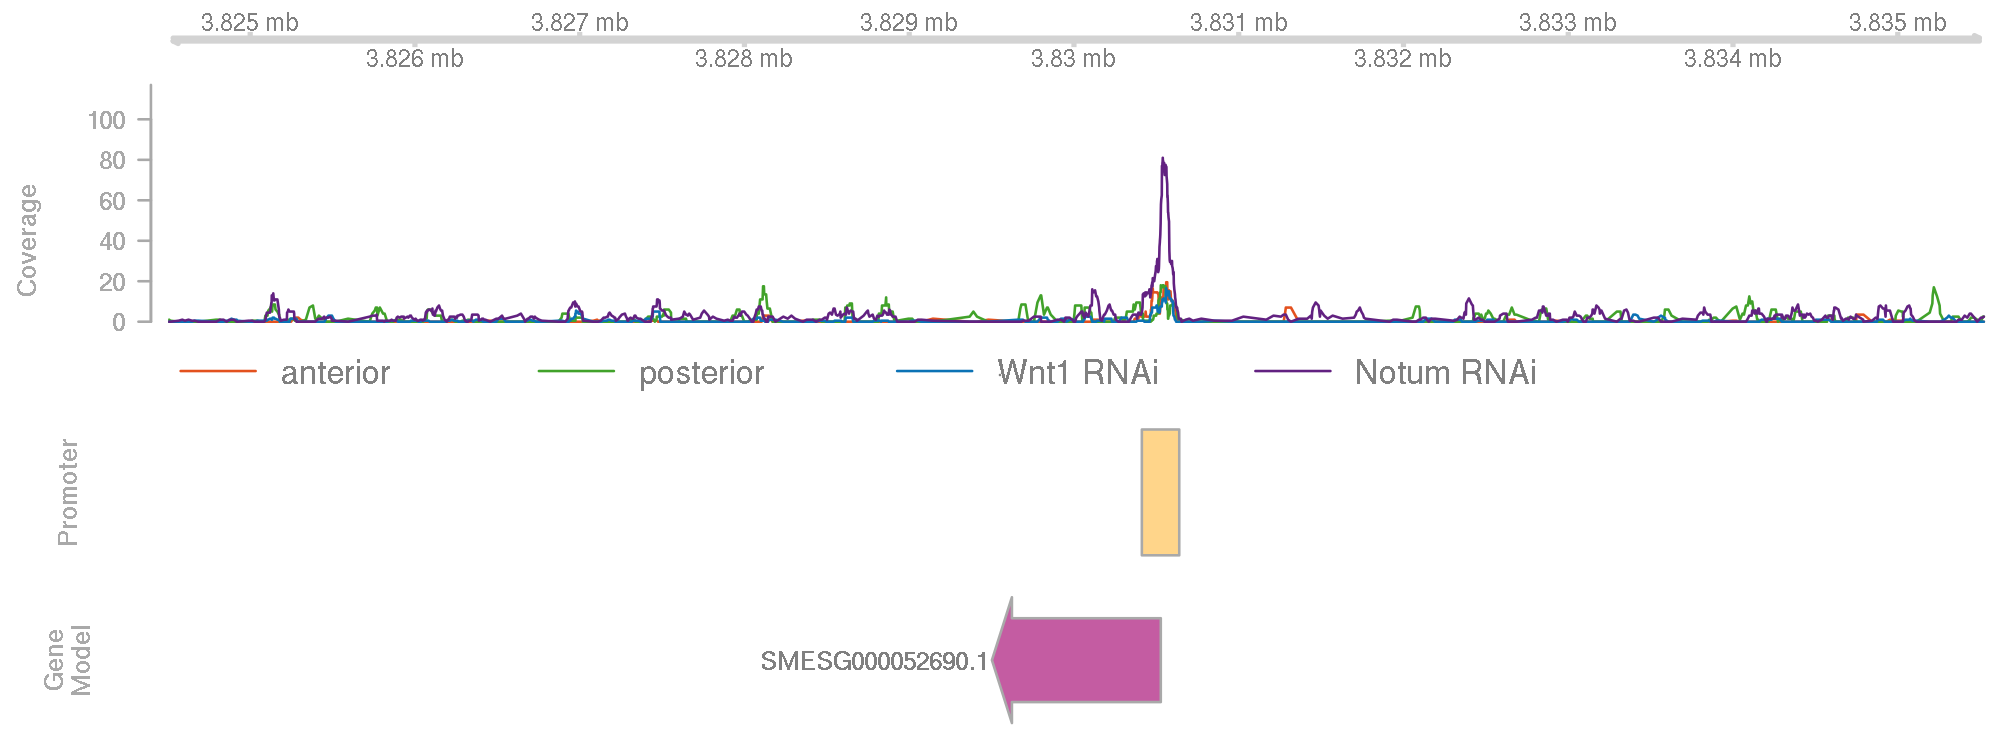 3.825 mb 3.827 mb 3.829 mb 3.831 mb 3.833 mb 3.835 mb
3.826 mb 3.828 mb 3.83 mb 3.832 mb 3.834 mb
Coverage
100
80
60
40
20
0
anterior posterior Wnt1 RNAi Notum RNAi
Promoter
Gene
Model
SMESG000052690.1